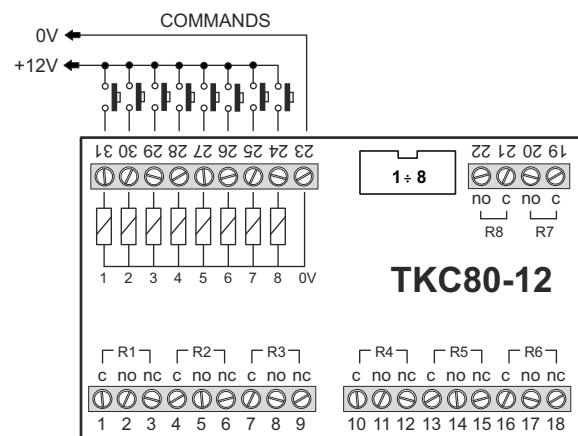 COMMANDS
0V
+12V
31 30 29 28 27 26 25 24 23
22 21 20 19
1 ÷ 8
no c no c
R8 R7
1 2 3 4 5 6 7 8 0V
TKC80-12
R1 R2 R3 R4 R5 R6
c no nc c no nc c no nc c no nc c no nc c no nc
1 2 3 4 5 6 7 8 9 10 11 12 13 14 15 16 17 18